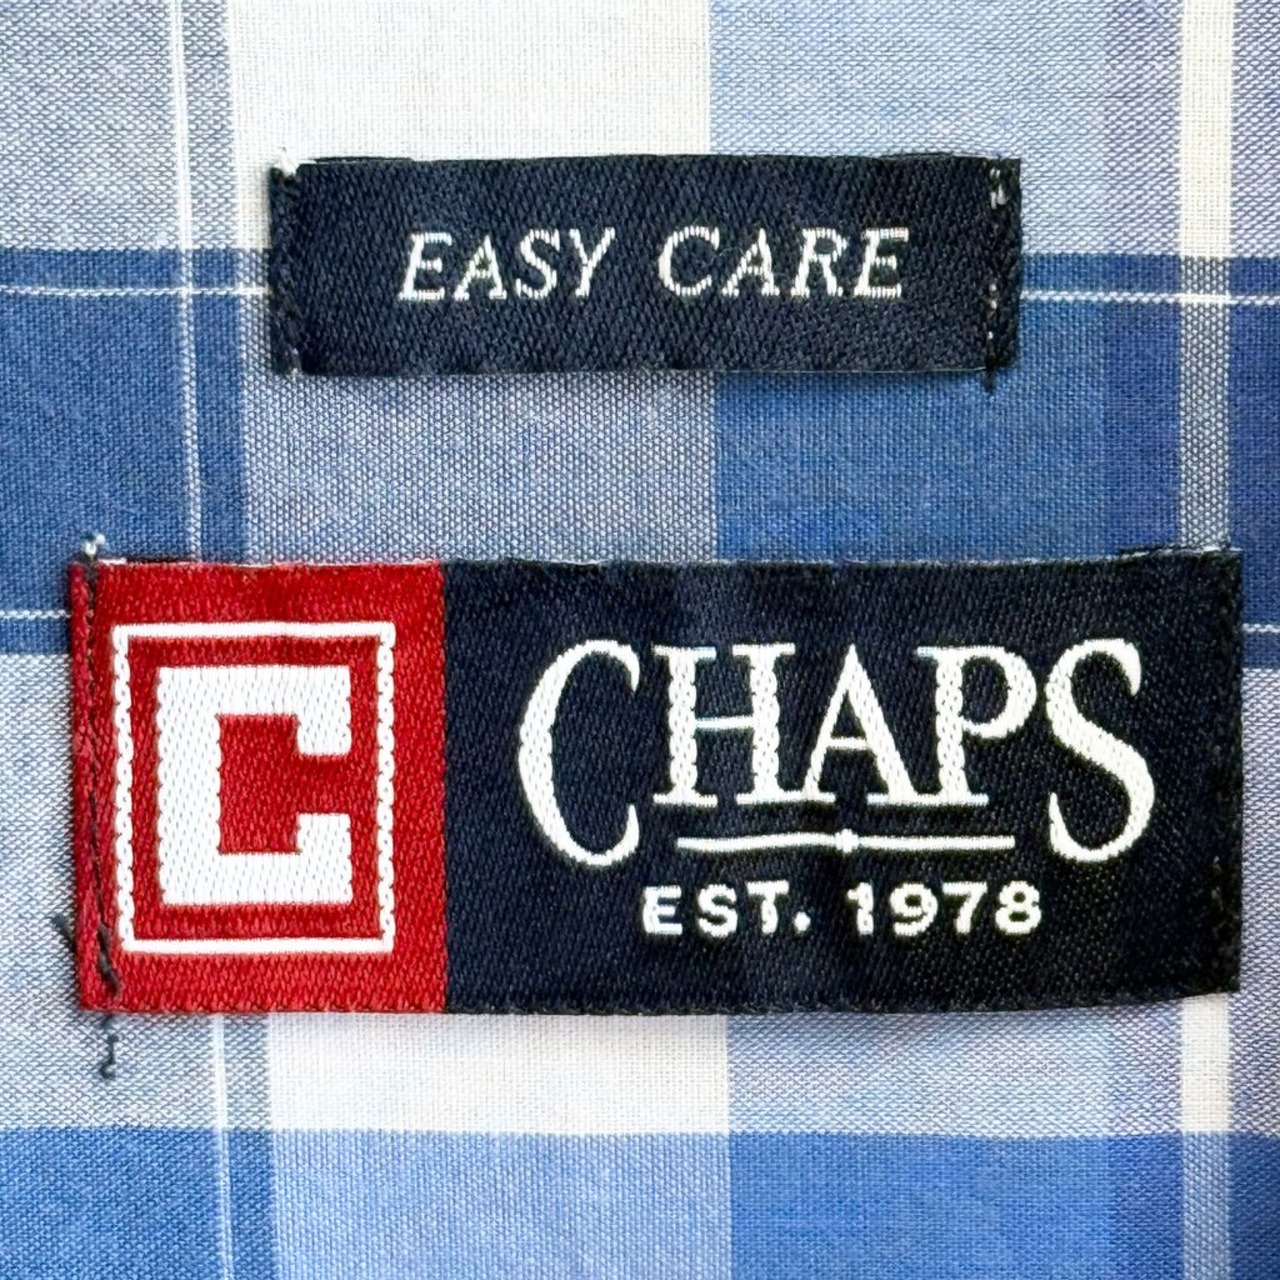 EASY CARE
C
CHAPS
EST. 1978